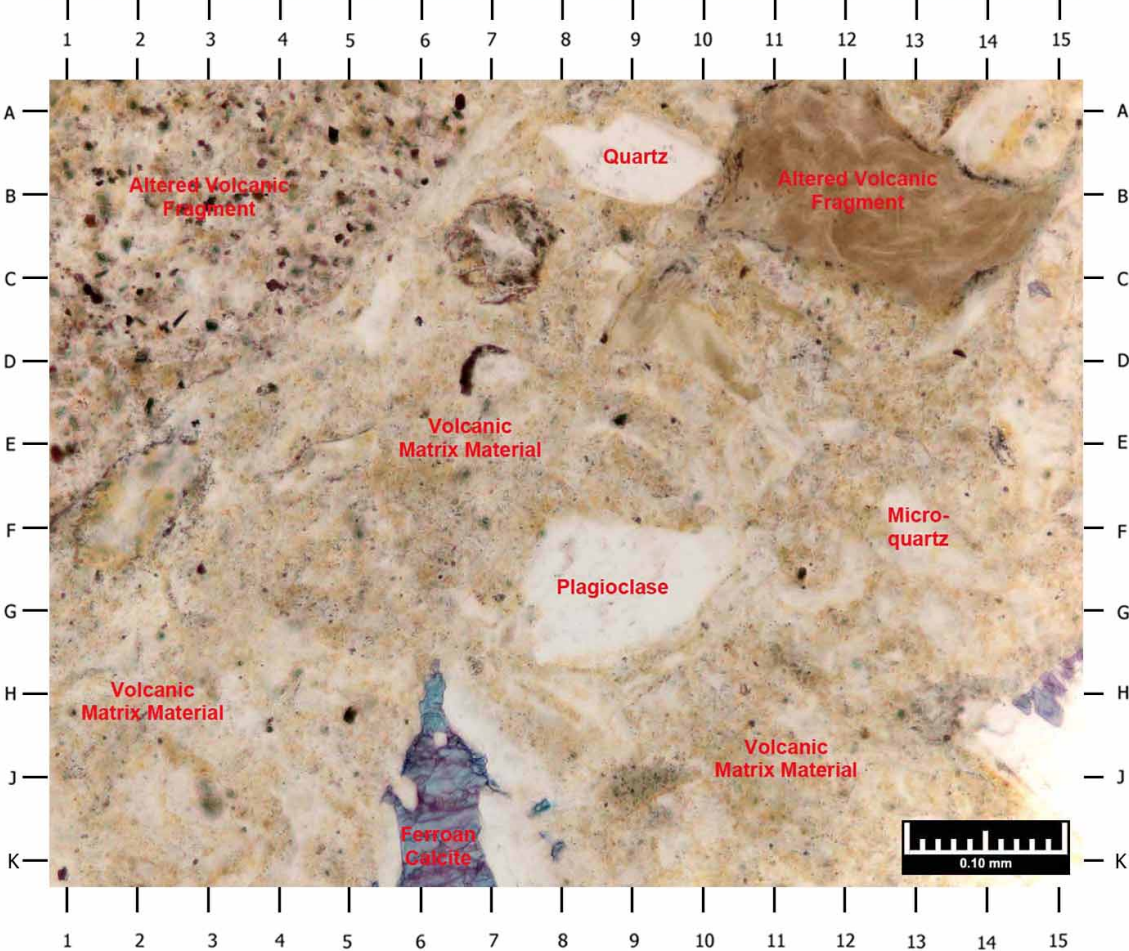 1 2 3 4 5 6 7 8 9 10 11 12 13 14 15
A A
Quartz
Altered Volcanic
Fragment
Altered Volcanic
Fragment
B B
C C
D D
Volcanic
Matrix Material
E E
Micro-
quartz
F F
Plagioclase
G G
Volcanic
Matrix Material
H H
Volcanic
Matrix Material
J J
Ferroan
Calcite
0.10 mm
K K
1 2 3 4 5 6 7 8 9 10 11 12 13 14 15